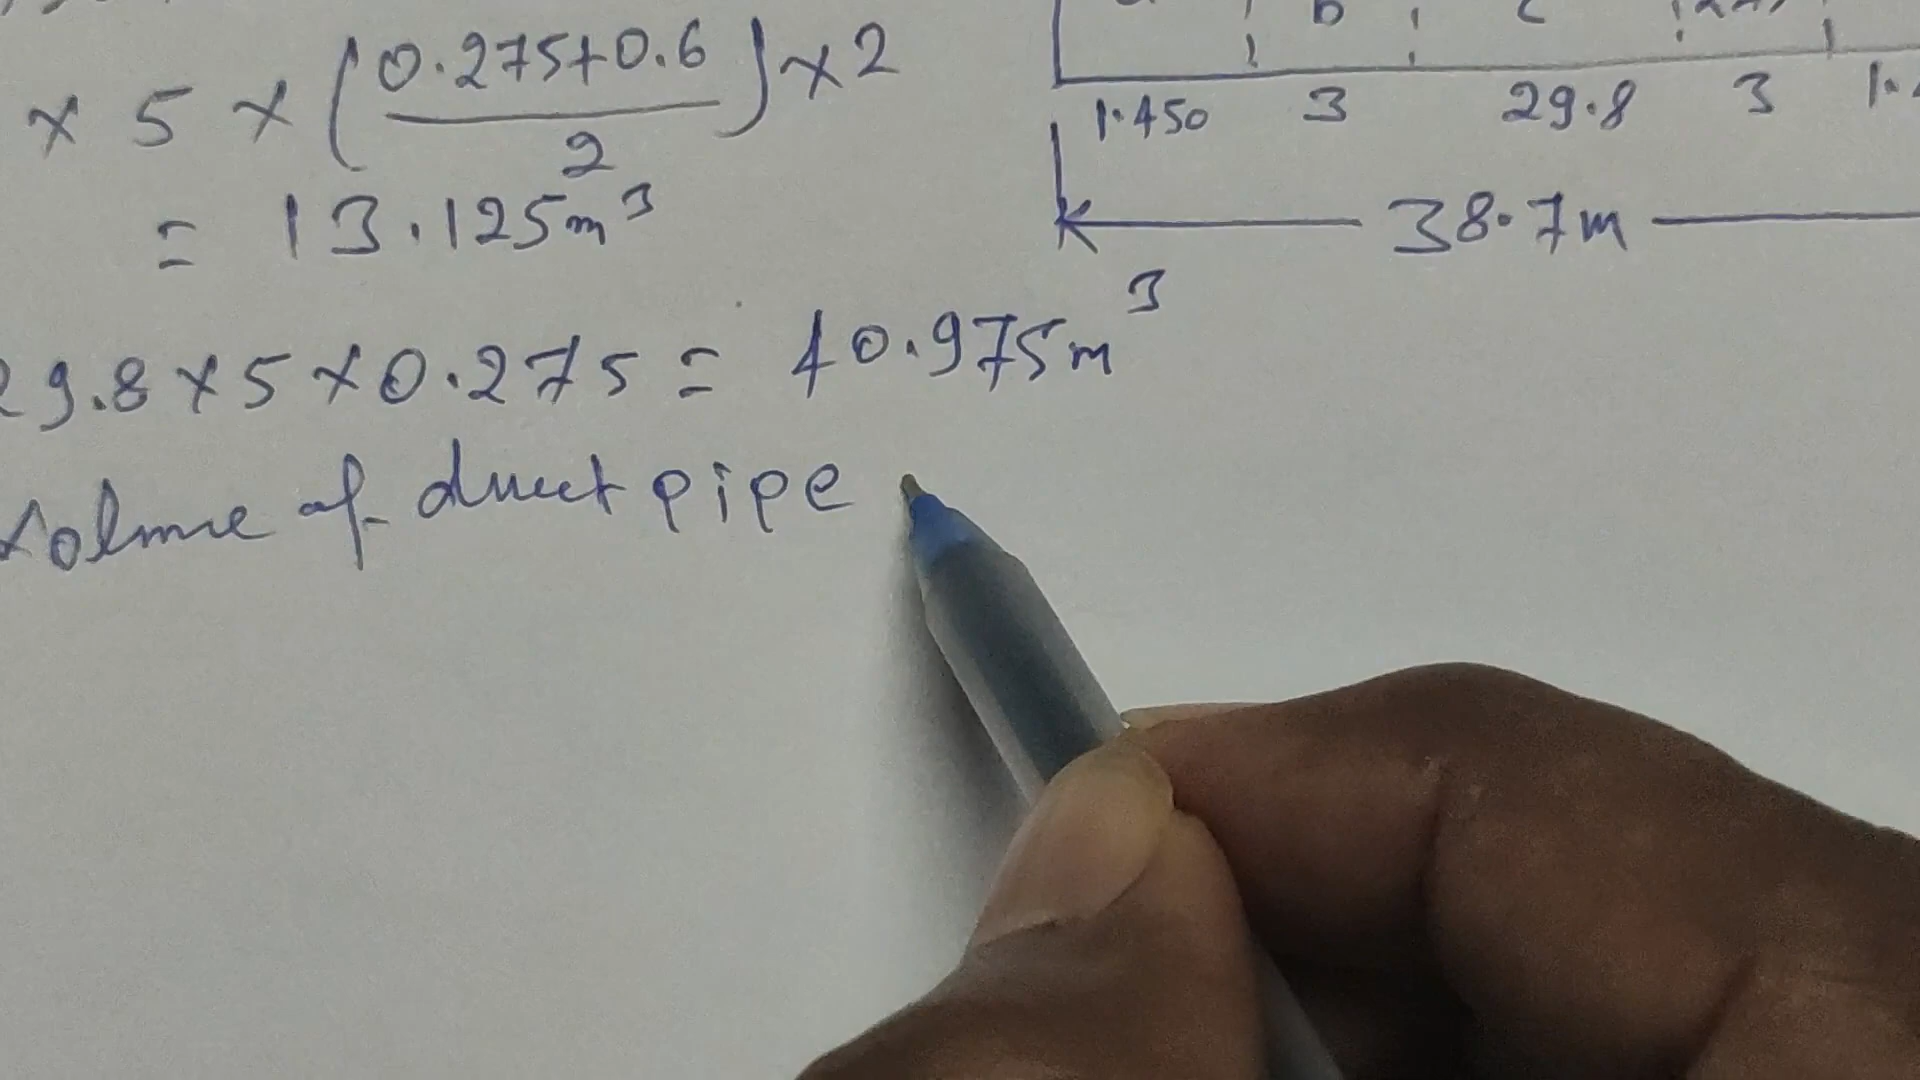 × 5 × (0.275+0.6 / 2) × 2
= 13.125m³
29.8 × 5 × 0.275 = 40.975m³
Volume of duct pipe
b c
1.450 3 29.8 3
38.7m